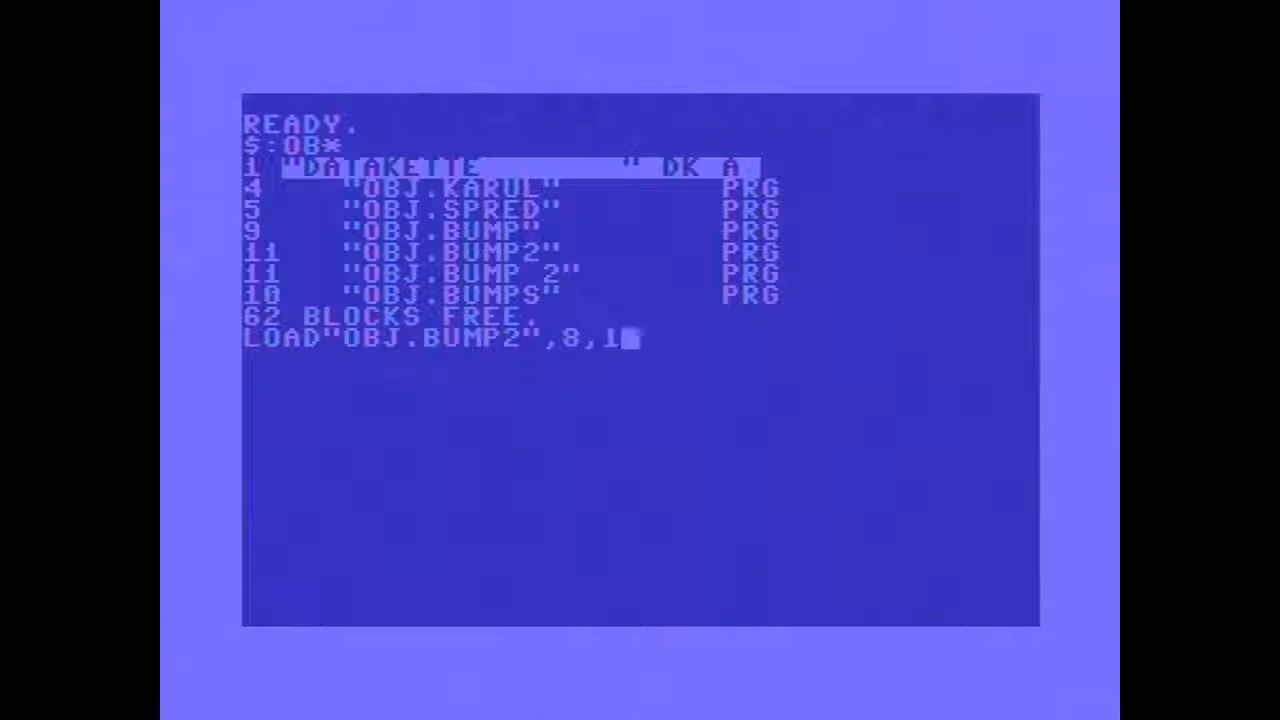 READY.
$:OB*
1 "DATAKETTE       " DK A
4    "OBJ.KARUL"        PRG
5    "OBJ.SPRED"        PRG
9    "OBJ.BUMP"         PRG
11   "OBJ.BUMP2"        PRG
11   "OBJ.BUMP 2"       PRG
10   "OBJ.BUMPS"        PRG
62 BLOCKS FREE.
LOAD"OBJ.BUMP2",8,1